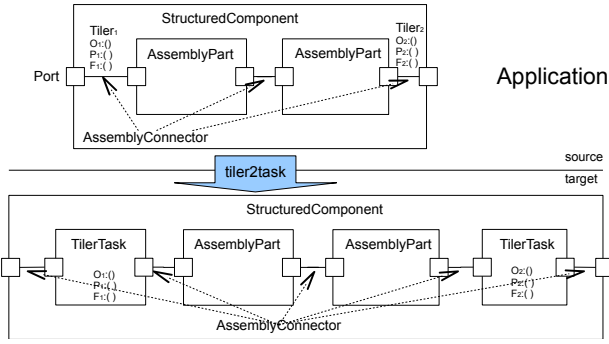 StructuredComponent
Tiler₁
O₁:()
P₁:( )
F₁:( )
AssemblyPart
AssemblyPart
Tiler₂
O₂:()
P₂:( )
F₂:( )
Port
Application
AssemblyConnector
tiler2task
source
target
StructuredComponent
TilerTask
O₁:()
P₁:( )
F₁:( )
AssemblyPart
AssemblyPart
TilerTask
O₂:()
P₂:( )
F₂:( )
AssemblyConnector